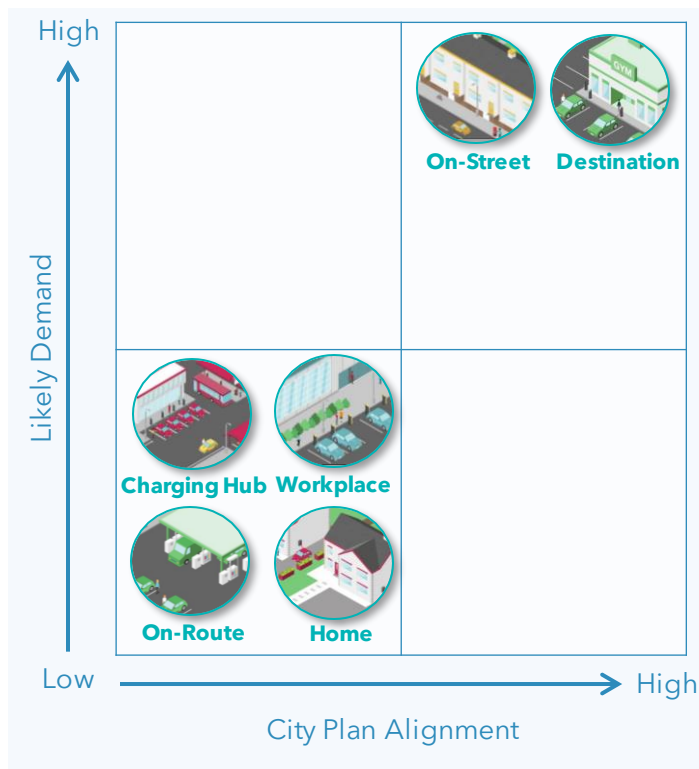 High
GYM
On-Street
Destination
Likely Demand
Charging Hub
Workplace
On-Route
Home
Low
High
City Plan Alignment